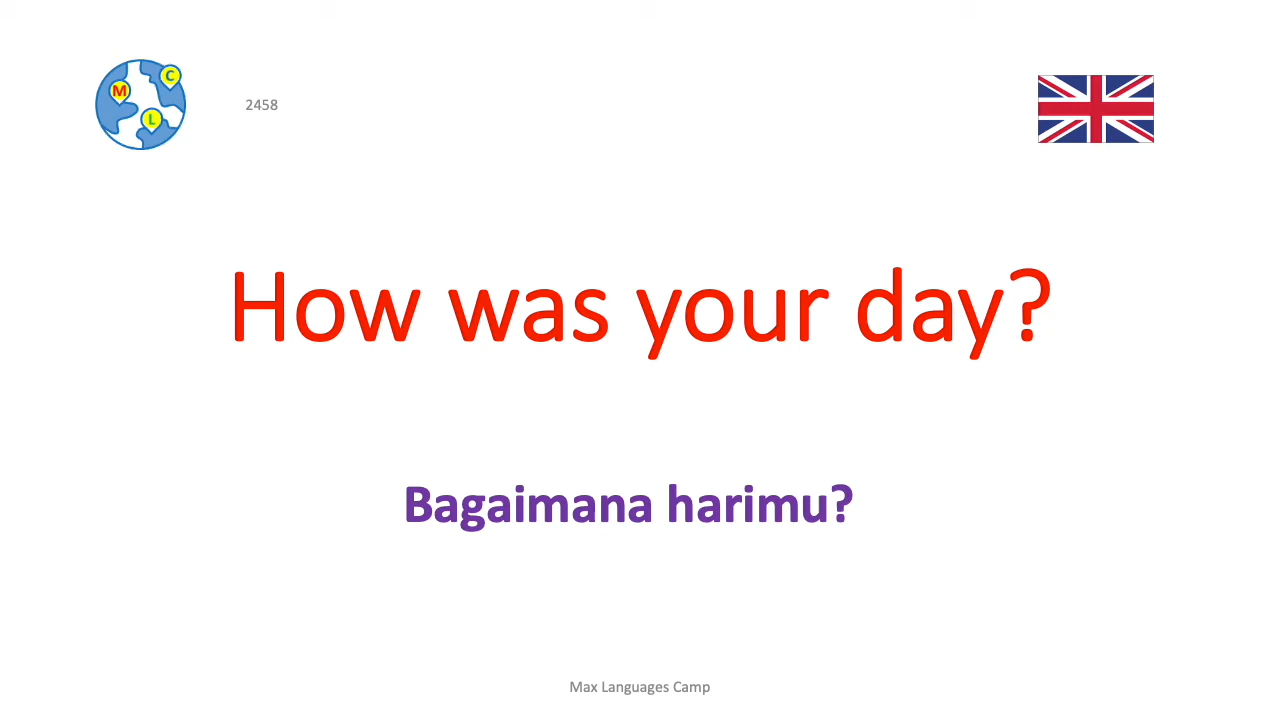 M
C
L
2458
How was your day?
Bagaimana harimu?
Max Languages Camp